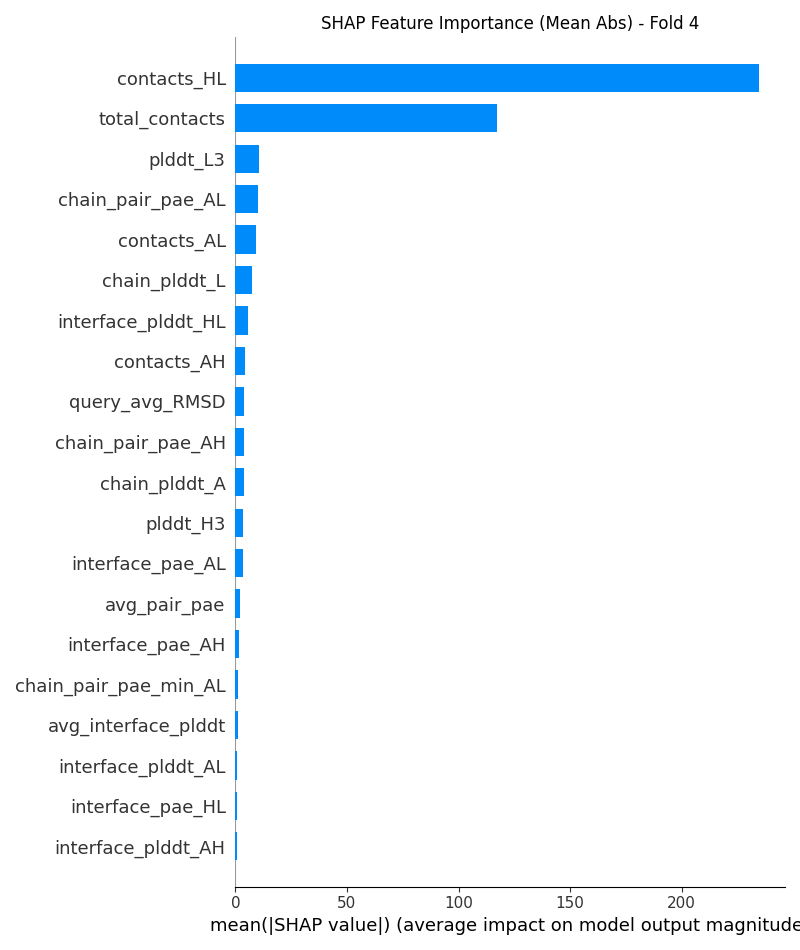 SHAP Feature Importance (Mean Abs) - Fold 4
contacts_HL
total_contacts
plddt_L3
chain_pair_pae_AL
contacts_AL
chain_plddt_L
interface_plddt_HL
contacts_AH
query_avg_RMSD
chain_pair_pae_AH
chain_plddt_A
plddt_H3
interface_pae_AL
avg_pair_pae
interface_pae_AH
chain_pair_pae_min_AL
avg_interface_plddt
interface_plddt_AL
interface_pae_HL
interface_plddt_AH
0 50 100 150 200
mean(|SHAP value|) (average impact on model output magnitude